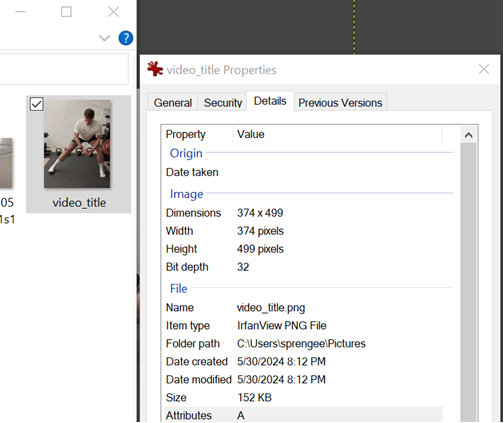 ?
05
1s1
video_title
video_title Properties
General Security Details Previous Versions
Property Value
Origin
Date taken
Image
Dimensions 374 x 499
Width 374 pixels
Height 499 pixels
Bit depth 32
File
Name video_title.png
Item type IrfanView PNG File
Folder path C:\Users\sprengee\Pictures
Date created 5/30/2024 8:12 PM
Date modified 5/30/2024 8:12 PM
Size 152 KB
Attributes A